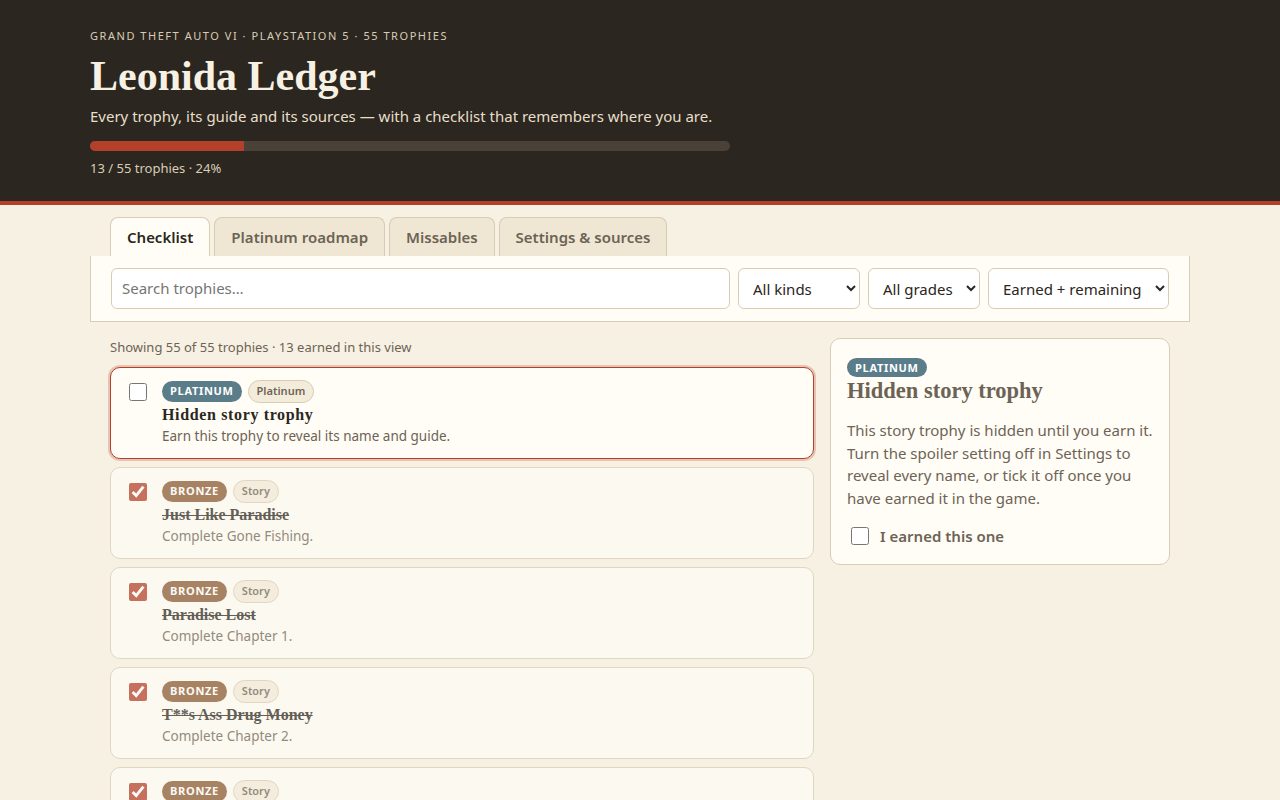 GRAND THEFT AUTO VI · PLAYSTATION 5 · 55 TROPHIES
Leonida Ledger
Every trophy, its guide and its sources — with a checklist that remembers where you are.
13 / 55 trophies · 24%
Checklist
Platinum roadmap
Missables
Settings & sources
Search trophies…
All kinds
All grades
Earned + remaining
Showing 55 of 55 trophies · 13 earned in this view
PLATINUM Platinum
Hidden story trophy
Earn this trophy to reveal its name and guide.
BRONZE Story
Just Like Paradise
Complete Gone Fishing.
BRONZE Story
Paradise Lost
Complete Chapter 1.
BRONZE Story
T**s Ass Drug Money
Complete Chapter 2.
BRONZE Story
PLATINUM
Hidden story trophy
This story trophy is hidden until you earn it.
Turn the spoiler setting off in Settings to
reveal every name, or tick it off once you
have earned it in the game.
I earned this one